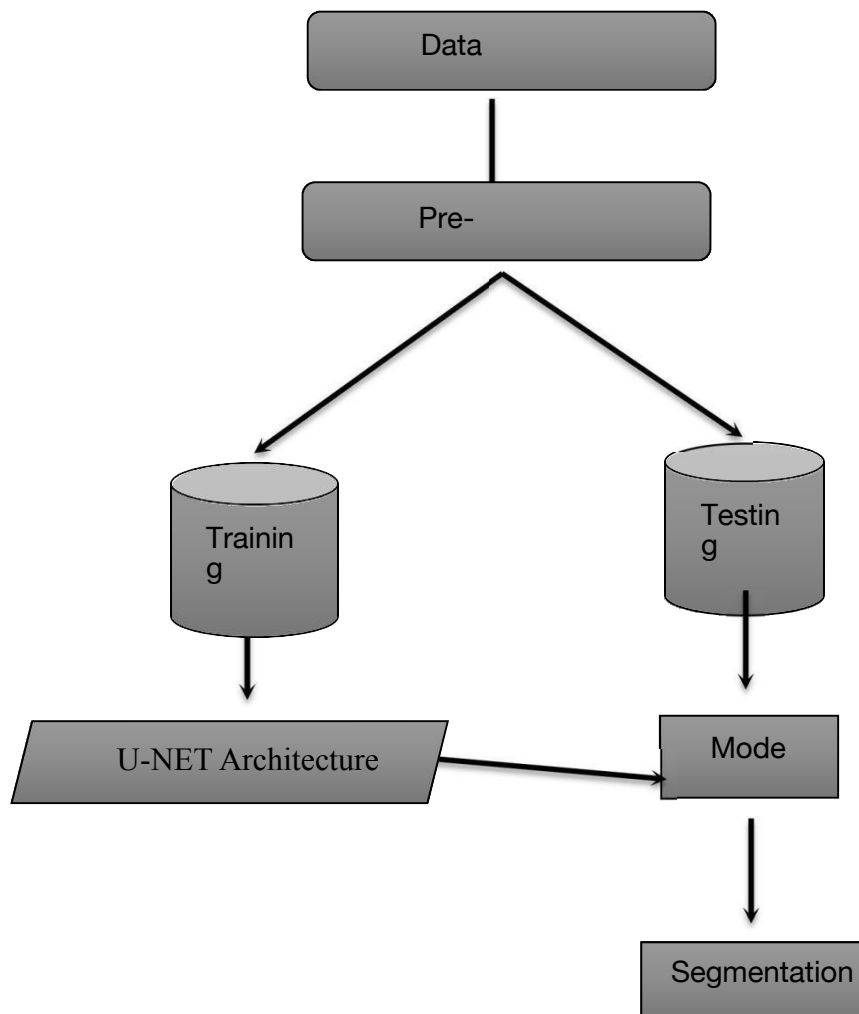 Data
Pre-
Trainin
g
Testin
g
U-NET Architecture
Mode
Segmentation